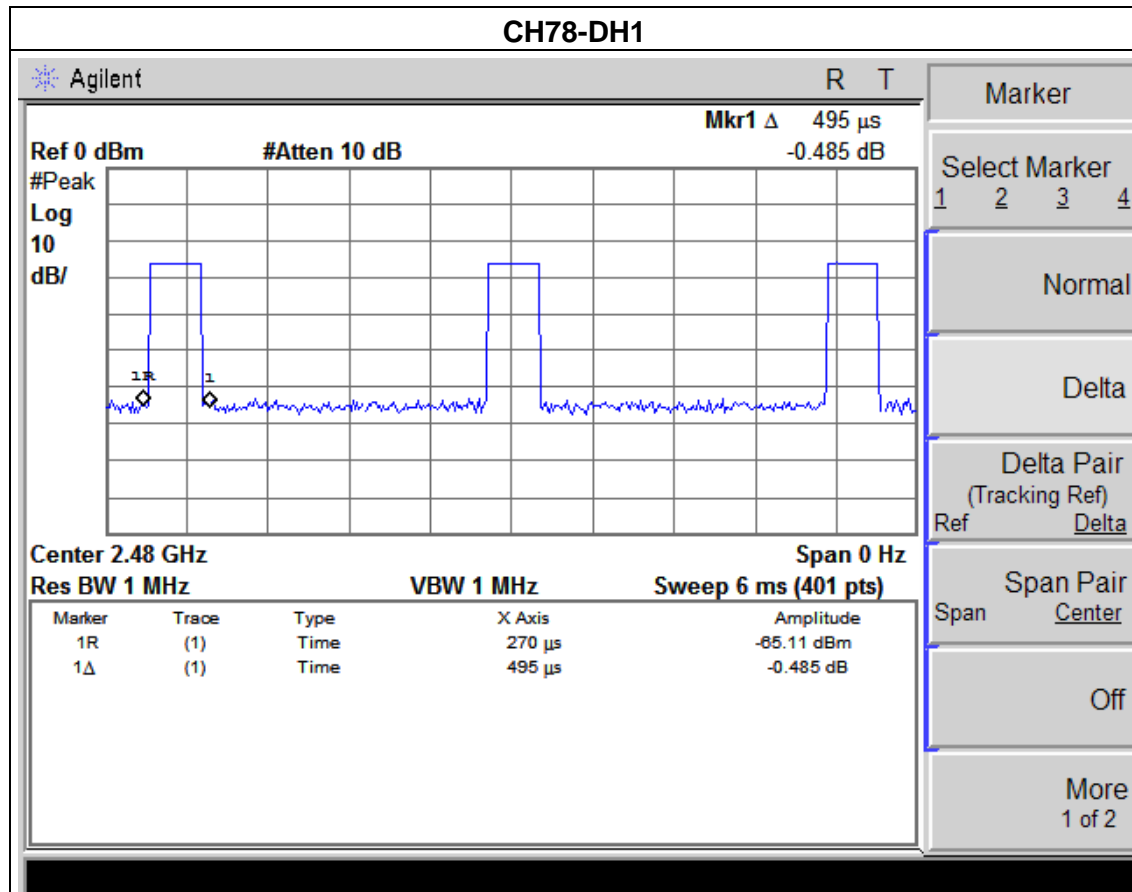 CH78-DH1
Agilent R T
Mkr1 Δ 495 µs
Ref 0 dBm #Atten 10 dB -0.485 dB
#Peak
Log
10
dB/
1R 1
Center 2.48 GHz Span 0 Hz
Res BW 1 MHz VBW 1 MHz Sweep 6 ms (401 pts)
Marker Trace Type X Axis Amplitude
1R (1) Time 270 µs -65.11 dBm
1Δ (1) Time 495 µs -0.485 dB
Marker
Select Marker
1 2 3 4
Normal
Delta
Delta Pair
(Tracking Ref)
Ref Delta
Span Pair
Span Center
Off
More
1 of 2